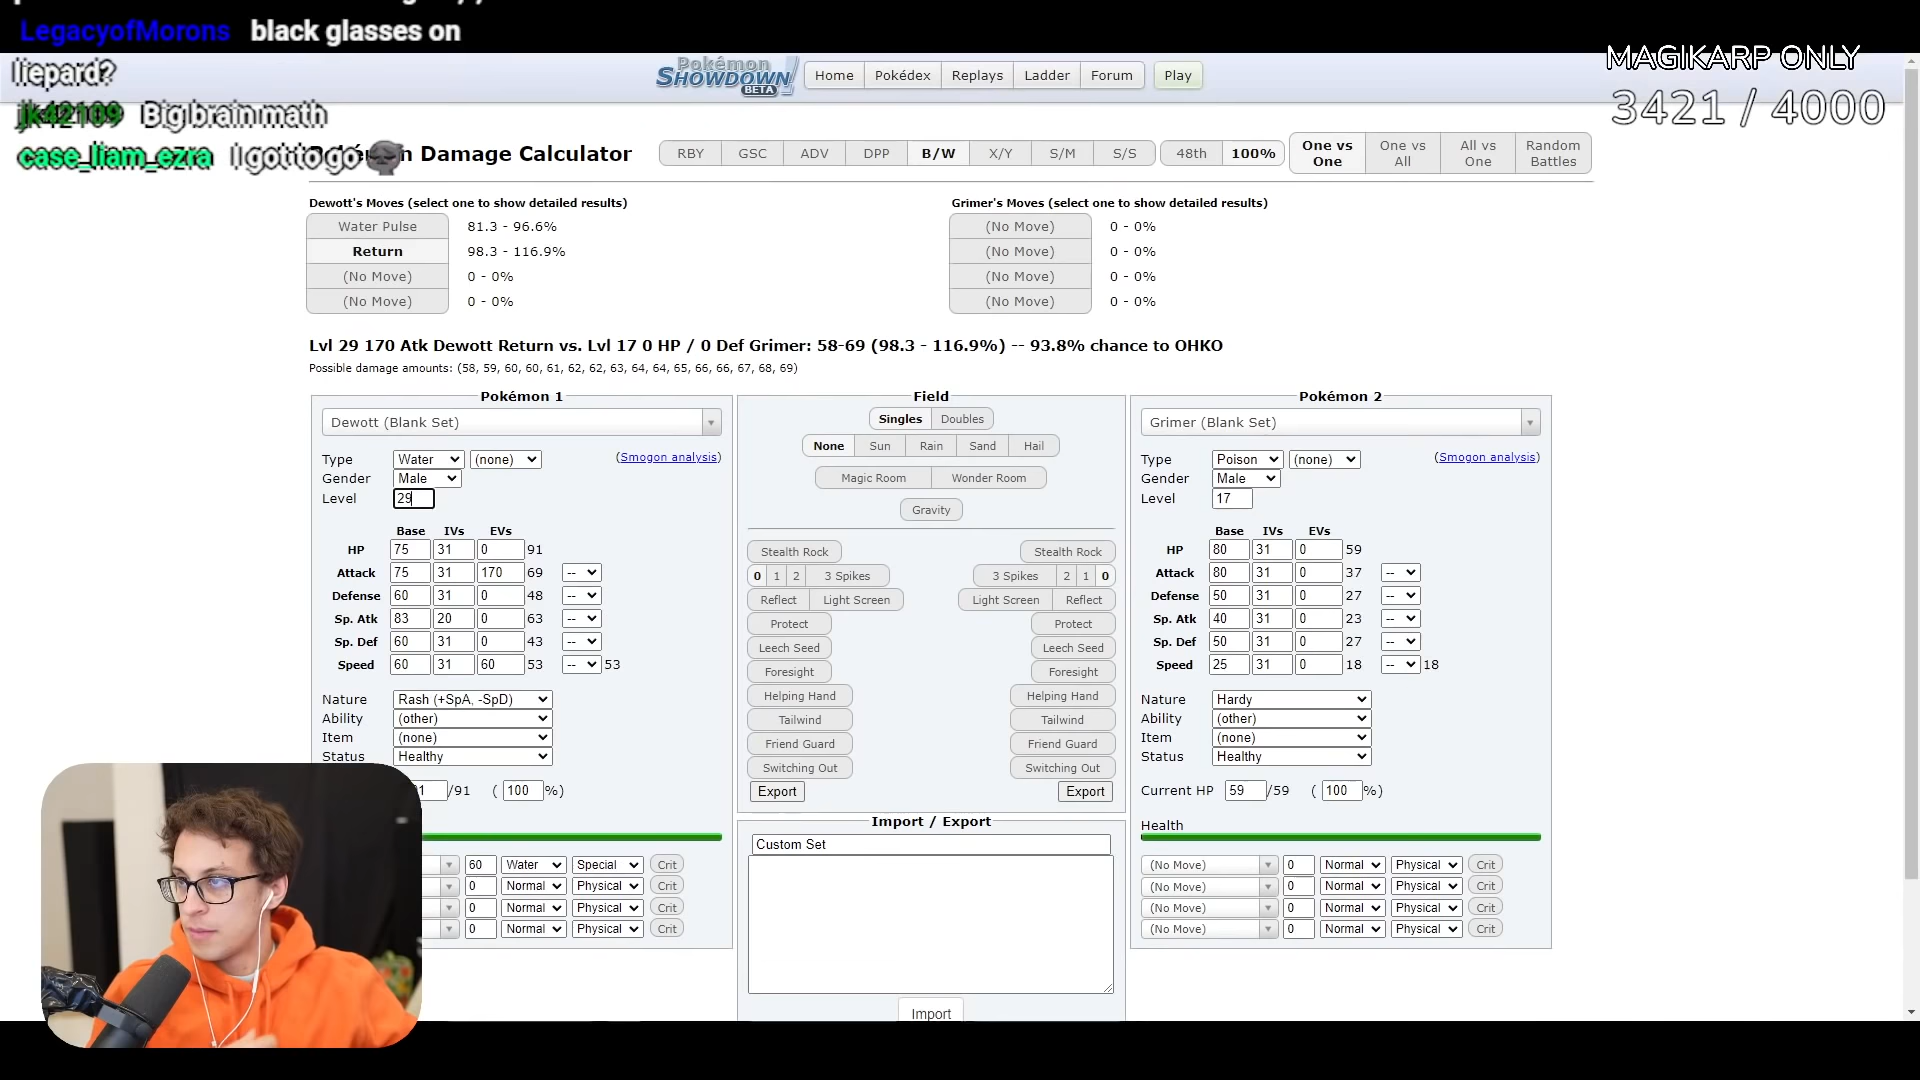 LegacyofMorons black glasses on
liepard?
jk42109 Big brain math
case_liam_ezra I got to go
MAGIKARP ONLY
3421 / 4000
Pokémon SHOWDOWN! BETA
Home Pokédex Replays Ladder Forum Play
n Damage Calculator
RBY GSC ADV DPP B/W X/Y S/M S/S 48th 100%
One vs One
One vs All
All vs One
Random Battles
Dewott's Moves (select one to show detailed results)
Water Pulse 81.3 - 96.6%
Return 98.3 - 116.9%
(No Move) 0 - 0%
(No Move) 0 - 0%
Grimer's Moves (select one to show detailed results)
(No Move) 0 - 0%
(No Move) 0 - 0%
(No Move) 0 - 0%
(No Move) 0 - 0%
Lvl 29 170 Atk Dewott Return vs. Lvl 17 0 HP / 0 Def Grimer: 58-69 (98.3 - 116.9%) -- 93.8% chance to OHKO
Possible damage amounts: (58, 59, 60, 60, 61, 62, 62, 63, 64, 64, 65, 66, 66, 67, 68, 69)
Pokémon 1
Dewott (Blank Set)
Type Water (none) (Smogon analysis)
Gender Male
Level 29
Base IVs EVs
HP 75 31 0 91
Attack 75 31 170 69 --
Defense 60 31 0 48 --
Sp. Atk 83 20 0 63 --
Sp. Def 60 31 0 43 --
Speed 60 31 60 53 -- 53
Nature Rash (+SpA, -SpD)
Ability (other)
Item (none)
Status Healthy
1 /91 ( 100 %)
60 Water Special Crit
0 Normal Physical Crit
0 Normal Physical Crit
0 Normal Physical Crit
Field
Singles Doubles
None Sun Rain Sand Hail
Magic Room Wonder Room
Gravity
Stealth Rock Stealth Rock
0 1 2 3 Spikes 3 Spikes 2 1 0
Reflect Light Screen Light Screen Reflect
Protect Protect
Leech Seed Leech Seed
Foresight Foresight
Helping Hand Helping Hand
Tailwind Tailwind
Friend Guard Friend Guard
Switching Out Switching Out
Export Export
Import / Export
Custom Set
Import
Pokémon 2
Grimer (Blank Set)
Type Poison (none) (Smogon analysis)
Gender Male
Level 17
Base IVs EVs
HP 80 31 0 59
Attack 80 31 0 37 --
Defense 50 31 0 27 --
Sp. Atk 40 31 0 23 --
Sp. Def 50 31 0 27 --
Speed 25 31 0 18 -- 18
Nature Hardy
Ability (other)
Item (none)
Status Healthy
Current HP 59 /59 ( 100 %)
Health
(No Move) 0 Normal Physical Crit
(No Move) 0 Normal Physical Crit
(No Move) 0 Normal Physical Crit
(No Move) 0 Normal Physical Crit